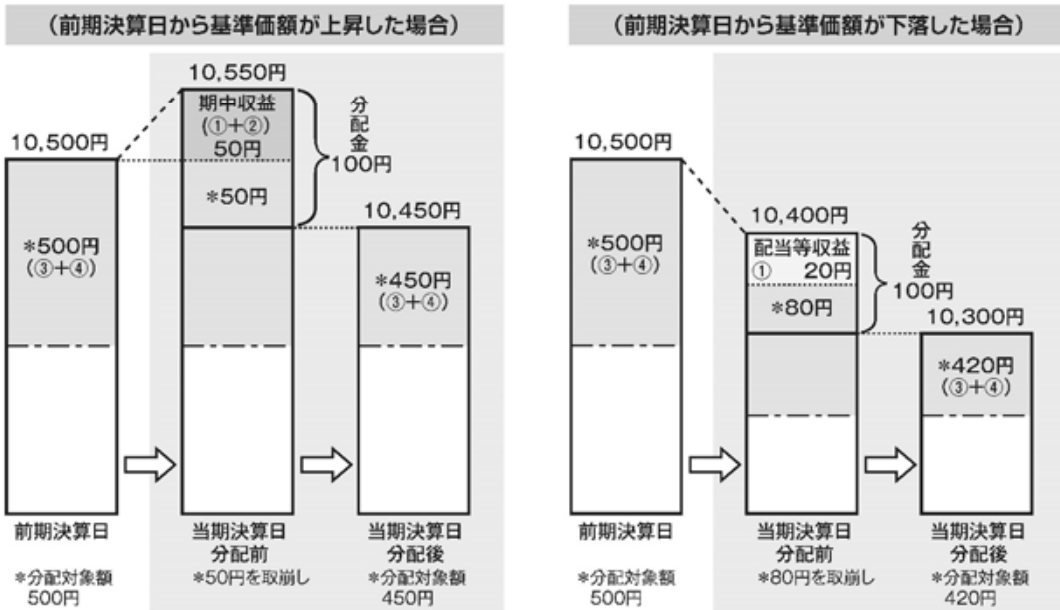 (前期決算日から基準価額が上昇した場合)
10,500円
*500円
(③+④)
前期決算日
*分配対象額
500円
10,550円
期中収益
(①+②)
50円
*50円
分配金
100円
当期決算日
分配前
*50円を取崩し
10,450円
*450円
(③+④)
当期決算日
分配後
*分配対象額
450円
(前期決算日から基準価額が下落した場合)
10,500円
*500円
(③+④)
前期決算日
*分配対象額
500円
10,400円
配当等収益
① 20円
*80円
分配金
100円
当期決算日
分配前
*80円を取崩し
10,300円
*420円
(③+④)
当期決算日
分配後
*分配対象額
420円